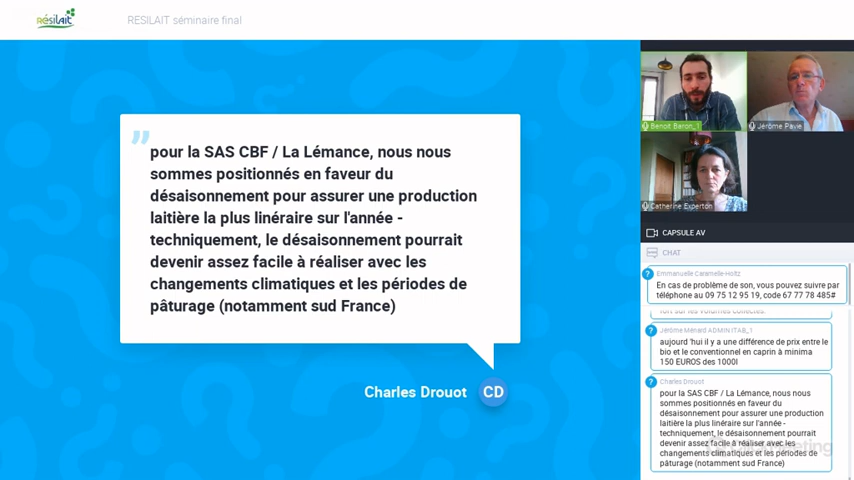 Résilait
RESILAIT séminaire final
pour la SAS CBF / La Lémance, nous nous
sommes positionnés en faveur du
désaisonnement pour assurer une production
laitière la plus linéraire sur l'année -
techniquement, le désaisonnement pourrait
devenir assez facile à réaliser avec les
changements climatiques et les périodes de
pâturage (notamment sud France)
Charles Drouot CD
Benoit Baron_1
Jérôme Pavie
Catherine Experton
CAPSULE AV
CHAT
Emmanuelle Caramelle-Holtz
En cas de problème de son, vous pouvez suivre par
téléphone au 09 75 12 95 19, code 67 77 78 485#
Jérôme Ménard ADMIN ITAB_1
aujourd 'hui il y a une différence de prix entre le
bio et le conventionnel en caprin à minima
150 EUROS des 1000l
Charles Drouot
pour la SAS CBF / La Lémance, nous nous
sommes positionnés en faveur du
désaisonnement pour assurer une production
laitière la plus linéraire sur l'année -
techniquement, le désaisonnement pourrait
devenir assez facile à réaliser avec les
changements climatiques et les périodes de
pâturage (notamment sud France)